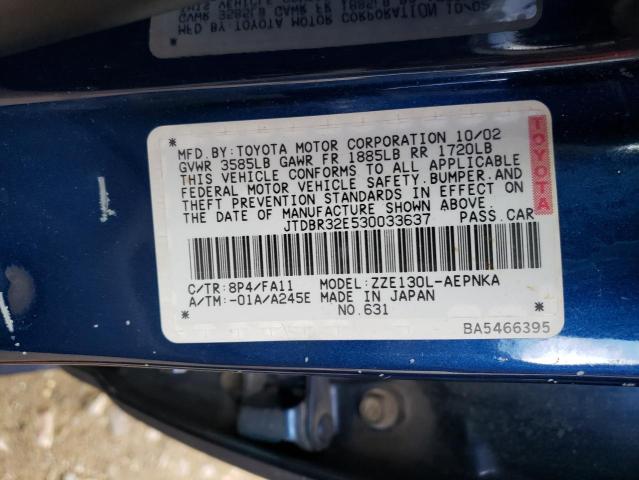 MFD.BY:TOYOTA MOTOR CORPORATION 10/02
GVWR 3585LB GAWR FR 1885LB RR 1720LB
THIS VEHICLE CONFORMS TO ALL APPLICABLE
FEDERAL MOTOR VEHICLE SAFETY,BUMPER,AND
THEFT PREVENTION STANDARDS IN EFFECT ON
THE DATE OF MANUFACTURE SHOWN ABOVE.
JTDBR32E530033637 PASS.CAR
TOYOTA
C/TR:8P4/FA11 MODEL:ZZE130L-AEPNKA
A/TM:-01A/A245E MADE IN JAPAN
NO.631
BA5466395